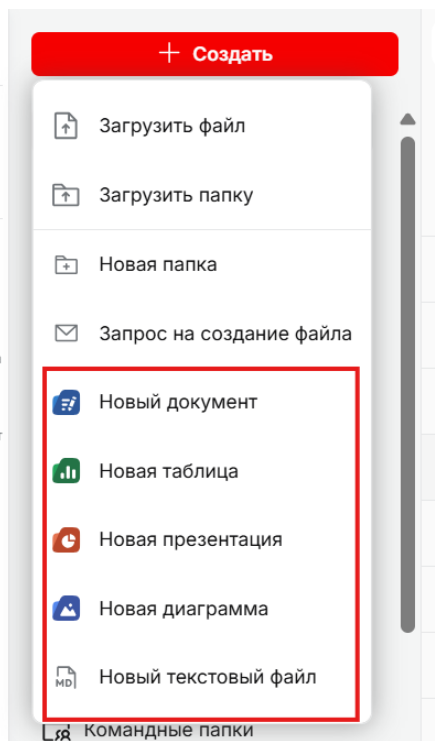 + Создать
Загрузить файл
Загрузить папку
Новая папка
Запрос на создание файла
Новый документ
Новая таблица
Новая презентация
Новая диаграмма
MD Новый текстовый файл
Командные папки